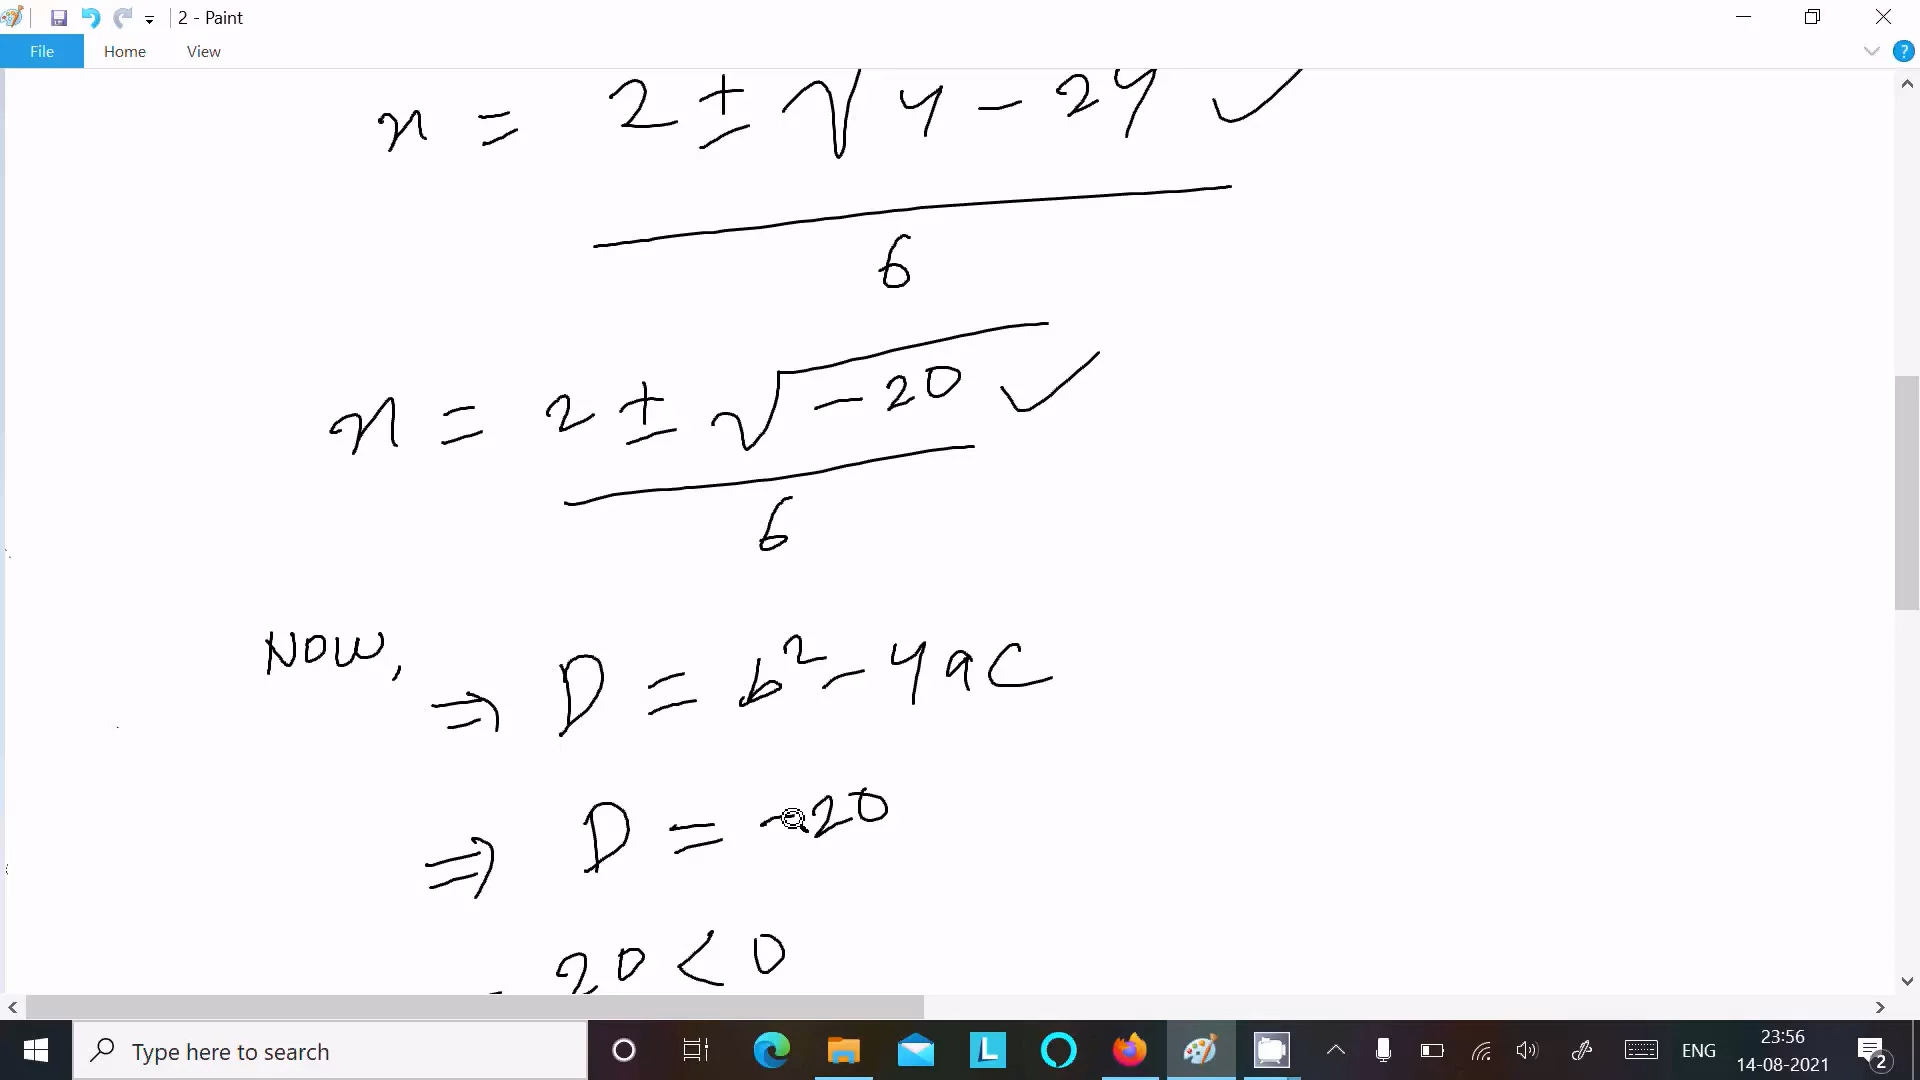 2 - Paint
File Home View
x = 2 ± √ 4 - 24
6
x = 2 ± √-20
6
NOW,
⇒ D = b² - 4ac
⇒ D = -20
- 20 < 0
Type here to search
ENG
23:56
14-08-2021
2